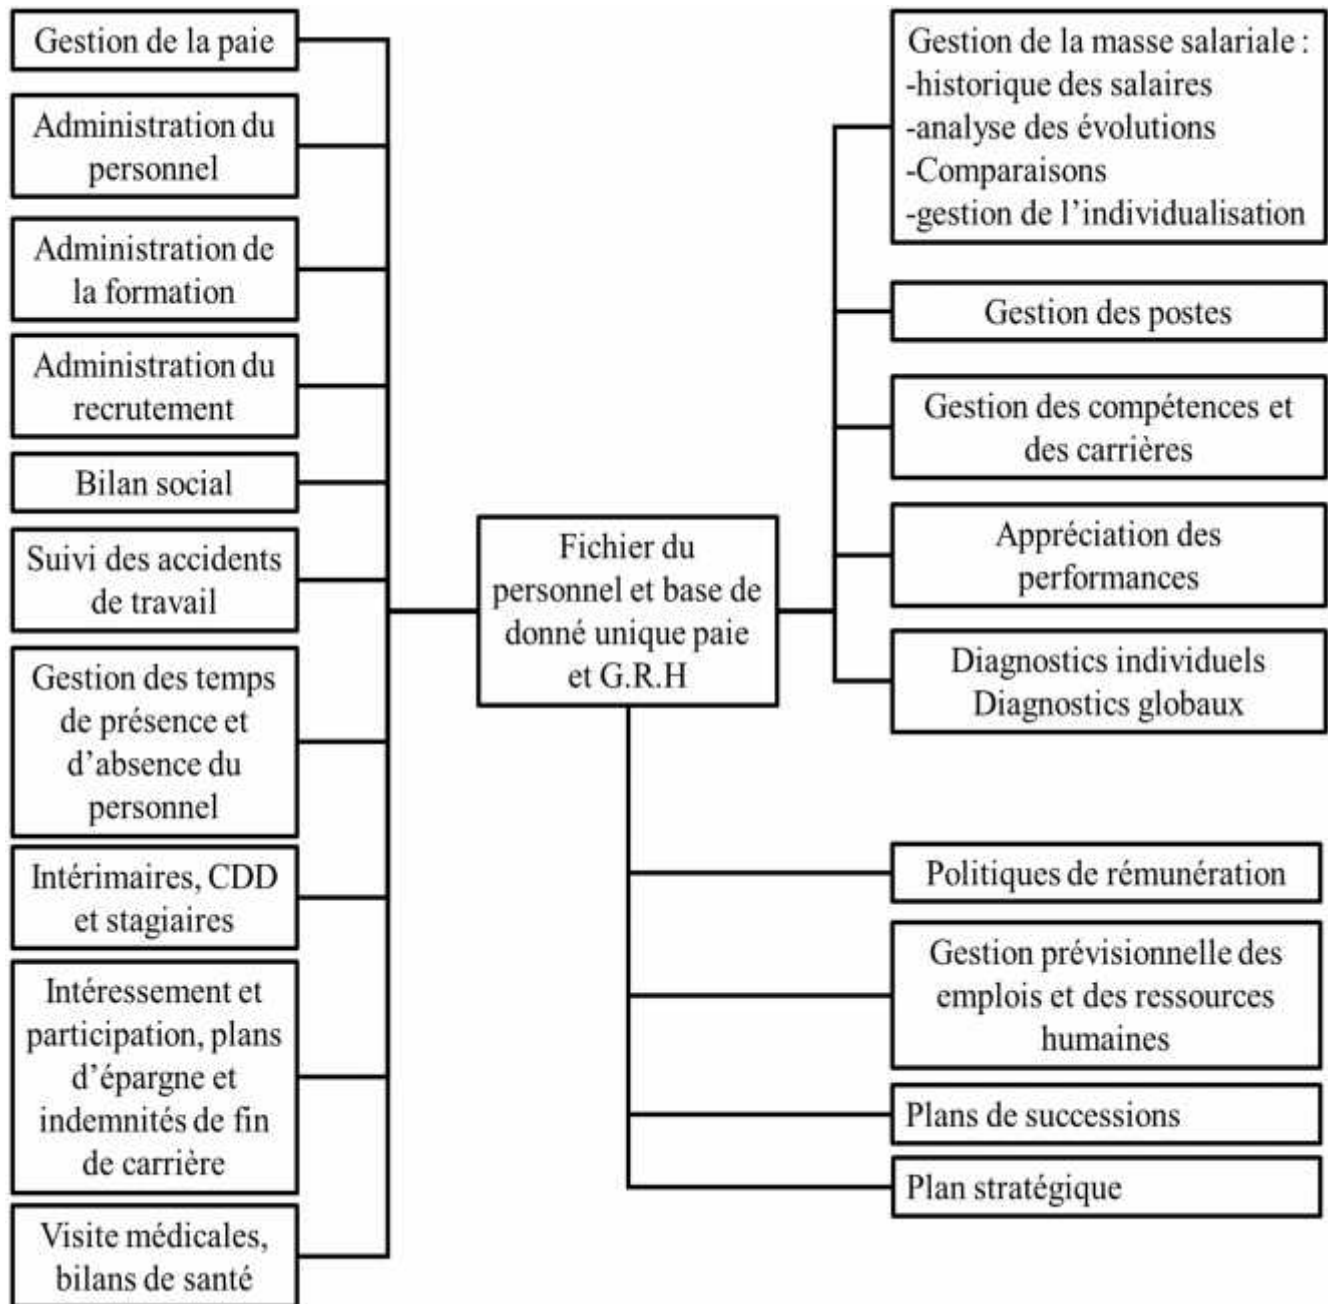 Gestion de la paie
Administration du
personnel
Administration de
la formation
Administration du
recrutement
Bilan social
Suivi des accidents
de travail
Gestion des temps
de présence et
d’absence du
personnel
Intérimaires, CDD
et stagiaires
Intéressement et
participation, plans
d’épargne et
indemnités de fin
de carrière
Visite médicales,
bilans de santé
Fichier du
personnel et base de
donné unique paie
et G.R.H
Gestion de la masse salariale :
-historique des salaires
-analyse des évolutions
-Comparaisons
-gestion de l’individualisation
Gestion des postes
Gestion des compétences et
des carrières
Appréciation des
performances
Diagnostics individuels
Diagnostics globaux
Politiques de rémunération
Gestion prévisionnelle des
emplois et des ressources
humaines
Plans de successions
Plan stratégique